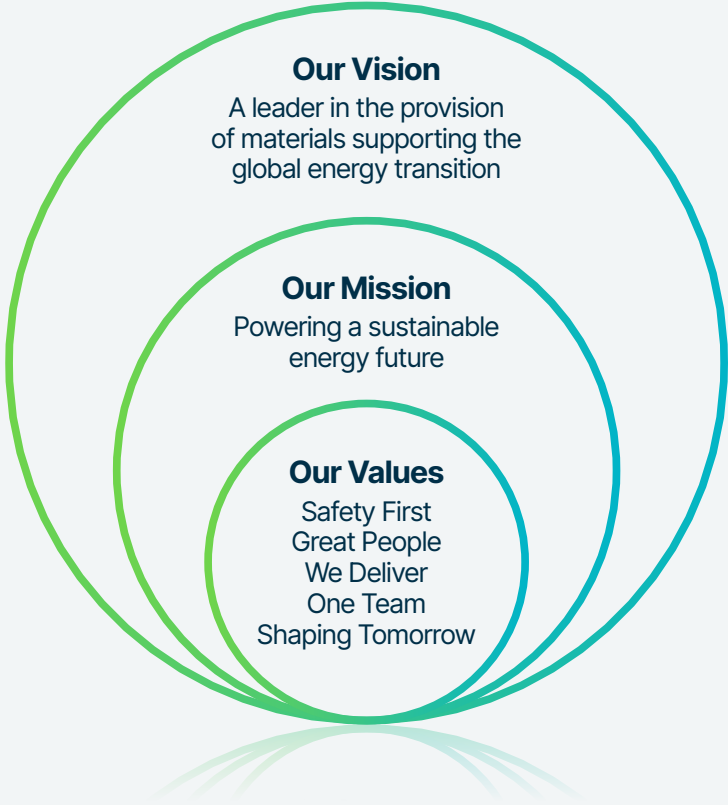 Our Vision
A leader in the provision
of materials supporting the
global energy transition
Our Mission
Powering a sustainable
energy future
Our Values
Safety First
Great People
We Deliver
One Team
Shaping Tomorrow